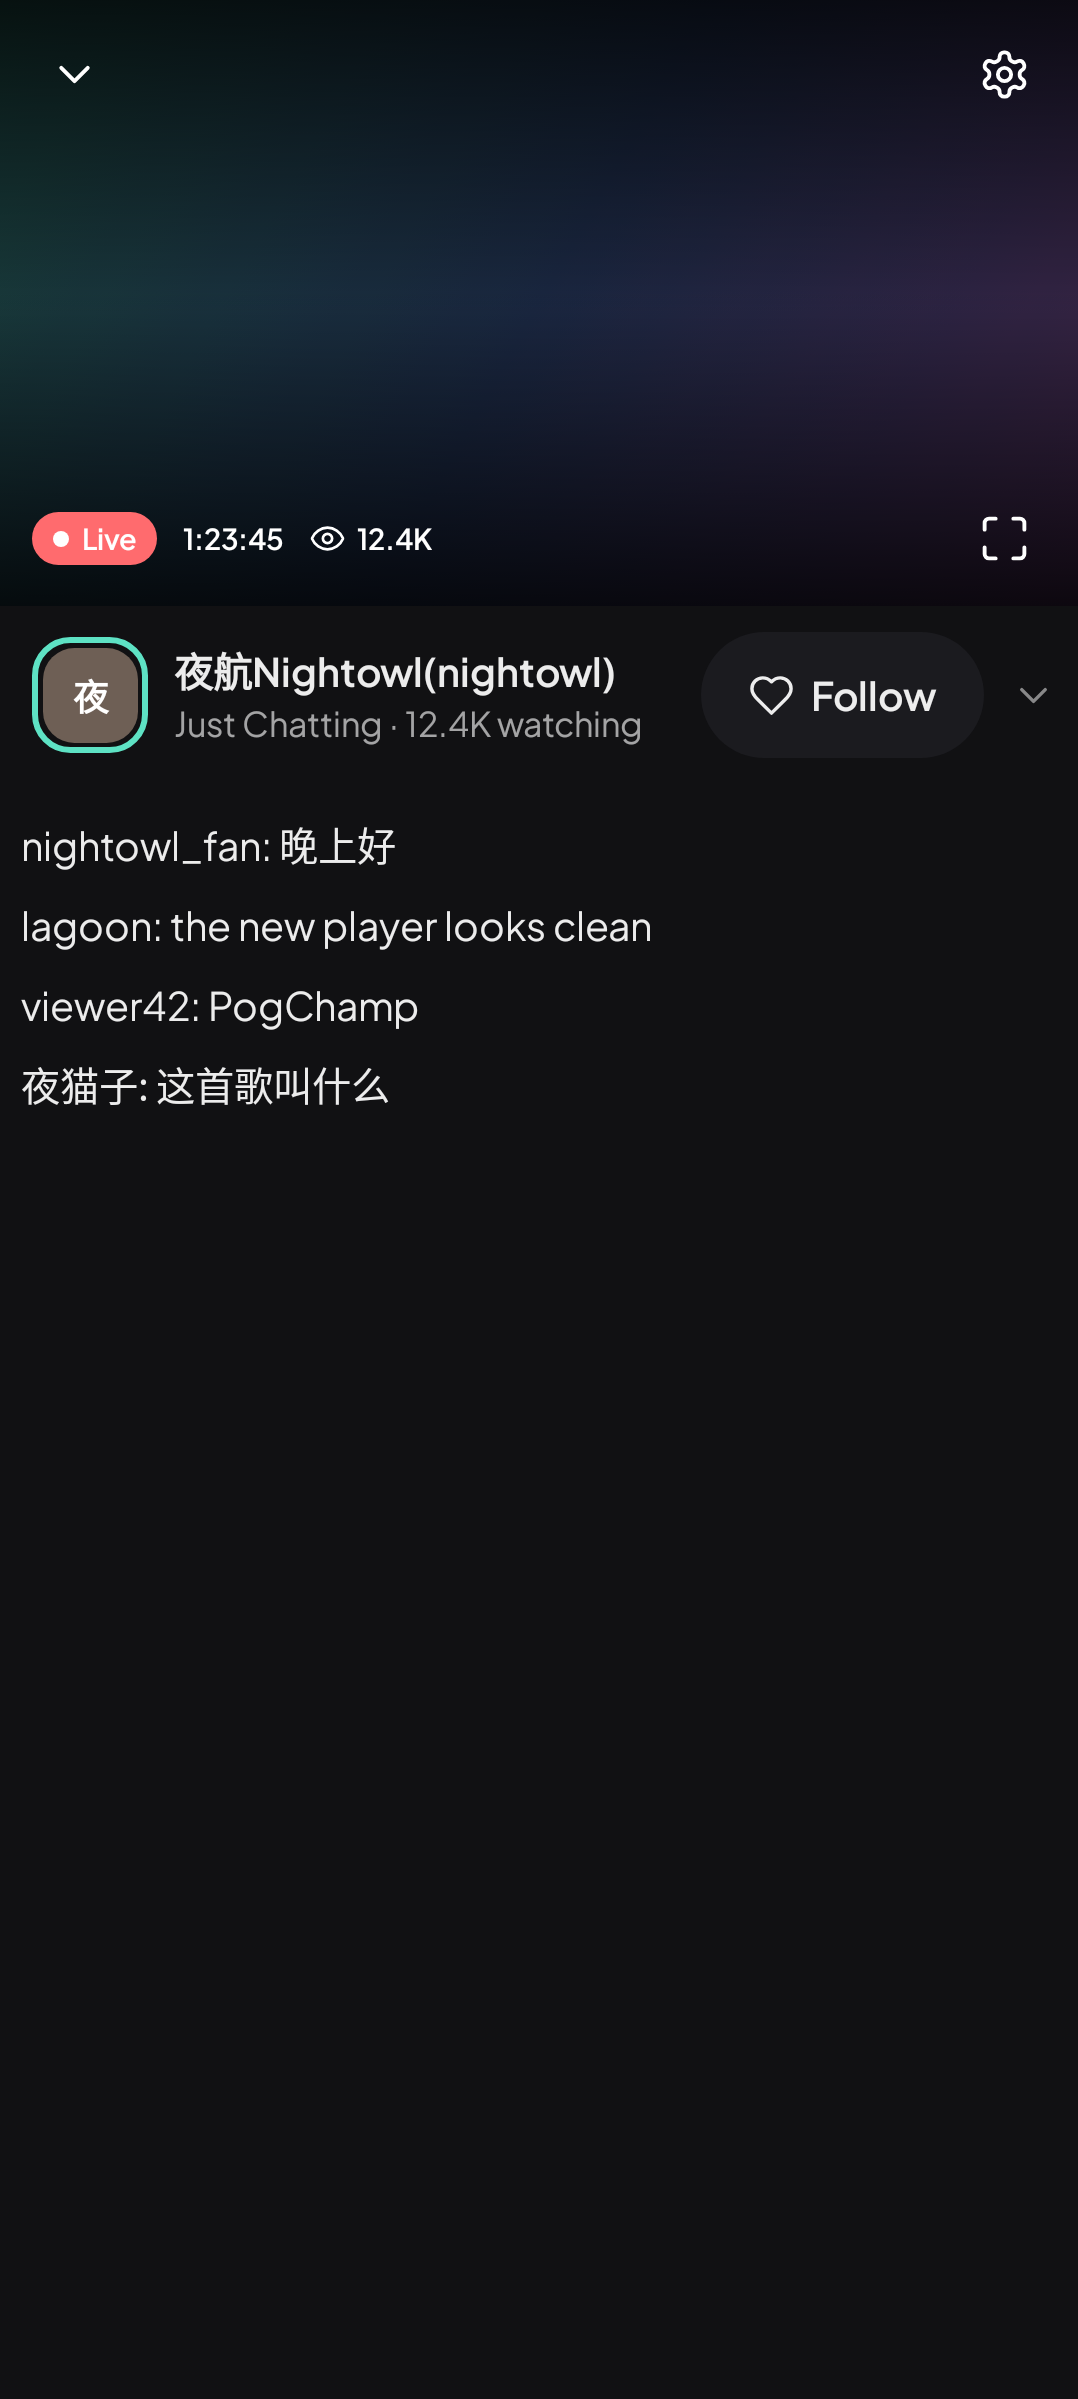 Live 1:23:45 12.4K
夜
夜航Nightowl(nightowl)
Just Chatting · 12.4K watching
Follow
nightowl_fan: 晚上好
lagoon: the new player looks clean
viewer42: PogChamp
夜猫子: 这首歌叫什么